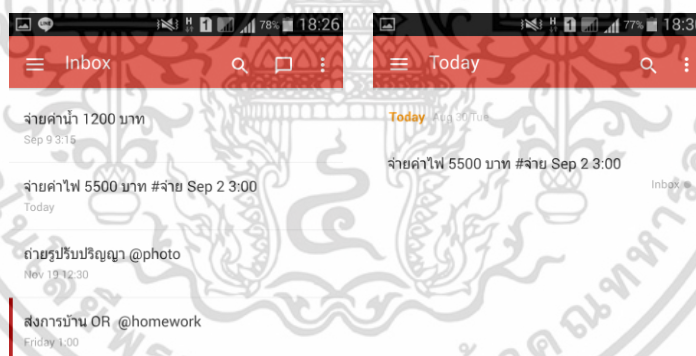 78% 18:26
Inbox
จ่ายค่าน้ำ 1200 บาท
Sep 9 3:15
จ่ายค่าไฟ 5500 บาท #จ่าย Sep 2 3:00
Today
ถ่ายรูปรับปริญญา @photo
Nov 19 12:30
ส่งการบ้าน OR @homework
Friday 1:00
77%
Today
Today Aug 30 Tue
จ่ายค่าไฟ 5500 บาท #จ่าย Sep 2 3:00
Inbox